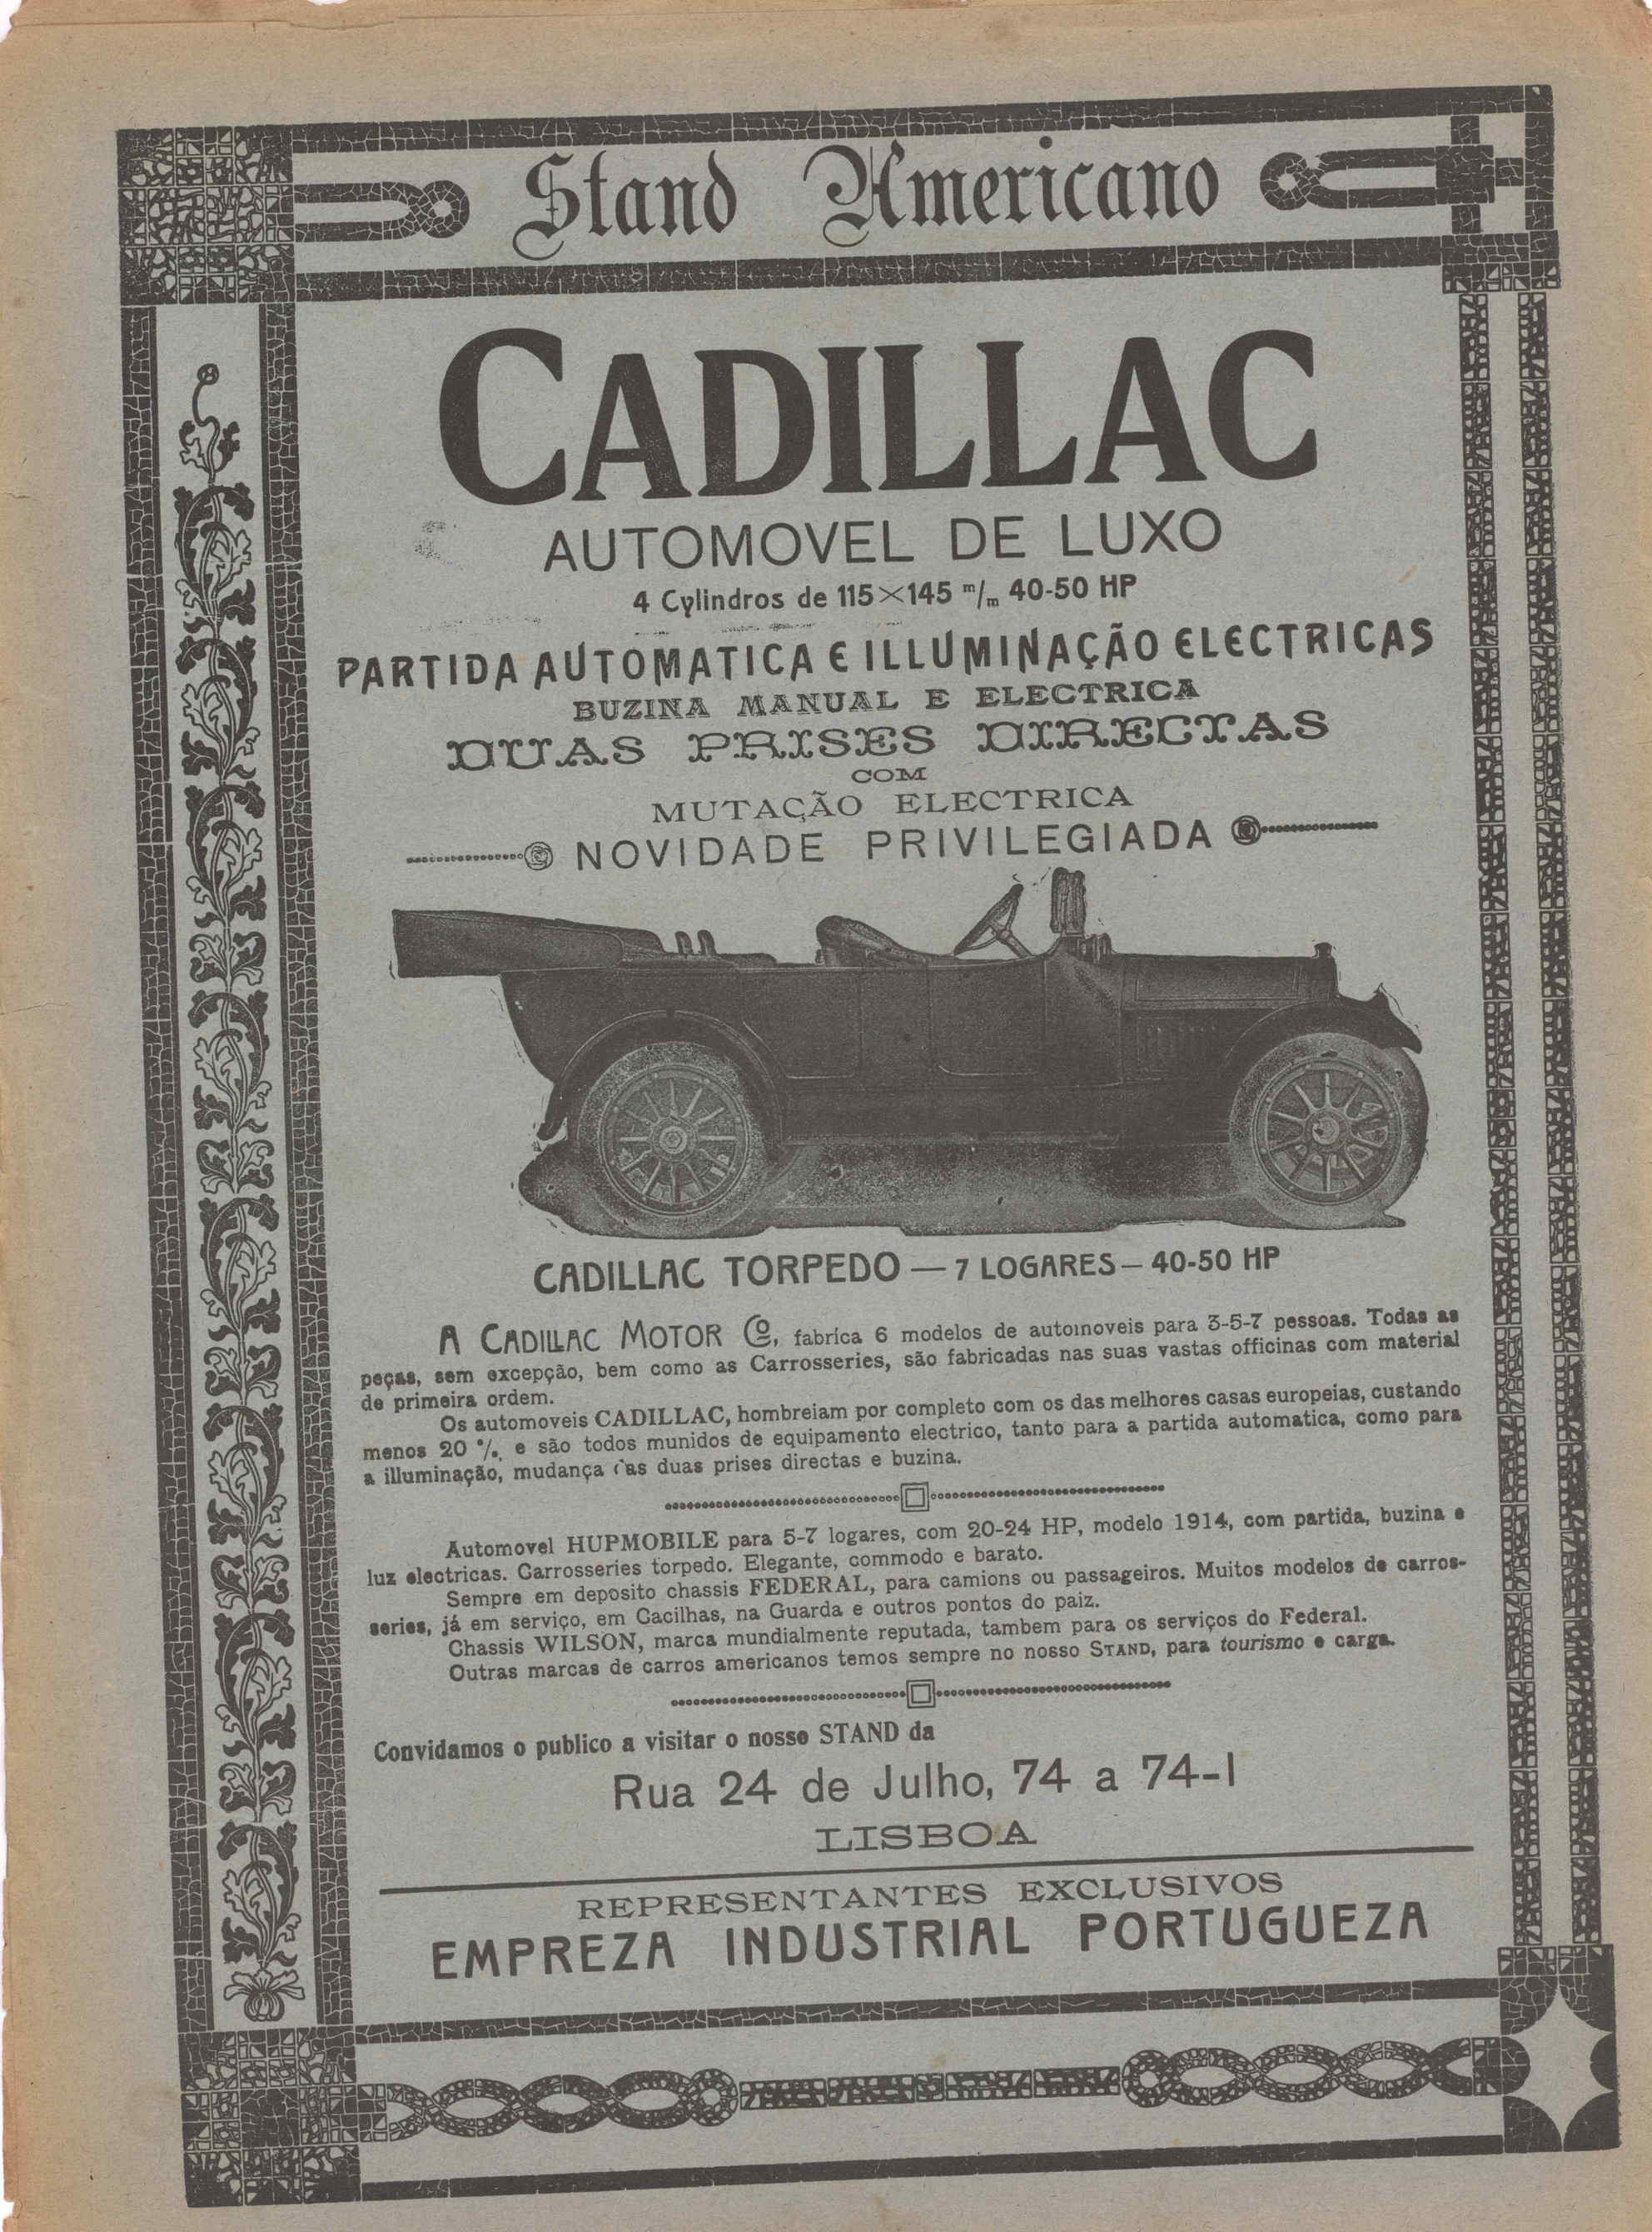 Stand Americano
CADILLAC
AUTOMOVEL DE LUXO
4 Cylindros de 115×145 m/m 40-50 HP
PARTIDA AUTOMATICA E ILLUMINAÇÃO ELECTRICAS
BUZINA MANUAL E ELECTRICA
DUAS PRISES DIRECTAS
COM
MUTAÇÃO ELECTRICA
NOVIDADE PRIVILEGIADA
CADILLAC TORPEDO — 7 LOGARES — 40-50 HP
A CADILLAC MOTOR Cº, fabríca 6 modelos de automoveis para 3-5-7 pessoas. Todas as
peças, sem excepção, bem como as Carrosseries, são fabricadas nas suas vastas officinas com material
de primeira ordem.
Os automoveis CADILLAC, hombreiam por completo com os das melhores casas europeias, custando
menos 20 %, e são todos munidos de equipamento electrico, tanto para a partida automatica, como para
a illuminação, mudança das duas prises directas e buzina.
Automovel HUPMOBILE para 5-7 logares, com 20-24 HP, modelo 1914, com partida, buzina e
luz electricas. Carrosseries torpedo. Elegante, commodo e barato.
Sempre em deposito chassis FEDERAL, para camions ou passageiros. Muitos modelos de carros-
series, já em serviço, em Cacilhas, na Guarda e outros pontos do paiz.
Chassis WILSON, marca mundialmente reputada, tambem para os serviços do Federal.
Outras marcas de carros americanos temos sempre no nosso STAND, para tourismo e carga.
Convidamos o publico a visitar o nosso STAND da
Rua 24 de Julho, 74 a 74-I
LISBOA
REPRESENTANTES EXCLUSIVOS
EMPREZA INDUSTRIAL PORTUGUEZA